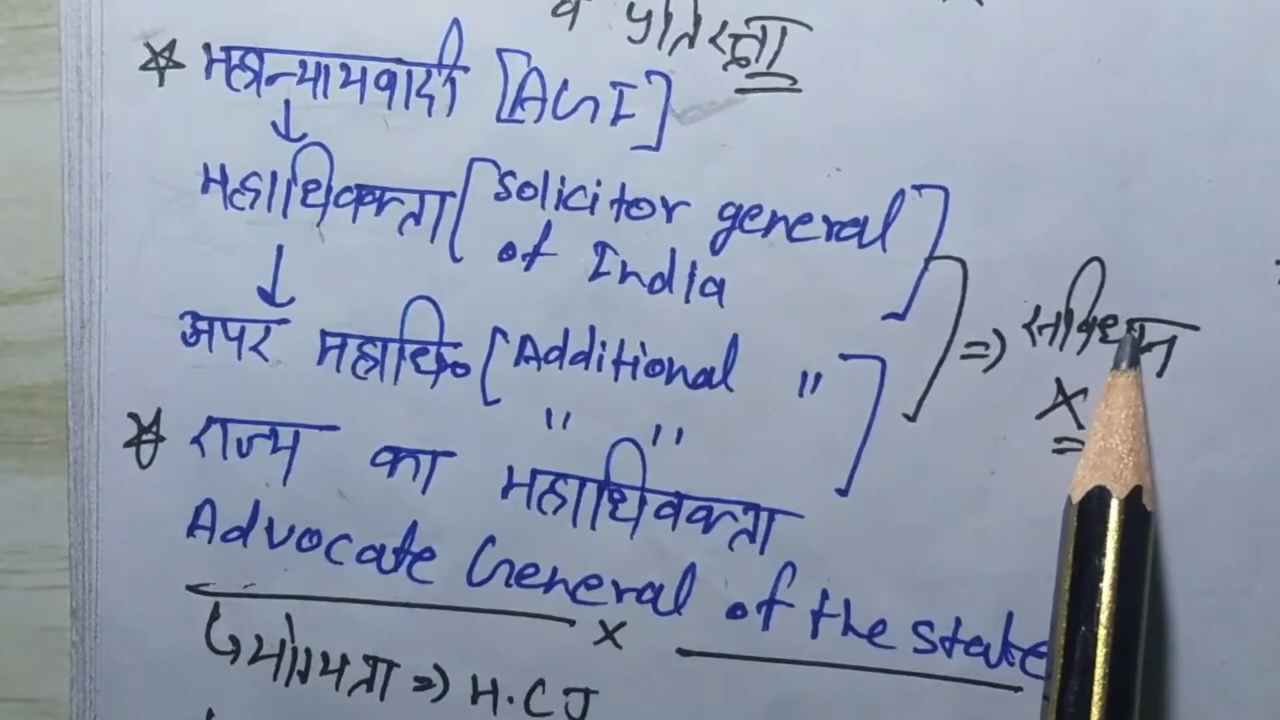 व प्रतिरक्षा
महान्यायवादी [AGI]
↓
महाधिवक्ता [Solicitor general
of India]
↓
अपर महाधि० [Additional "
" "]
⇒ संविधान
X
राज्य का महाधिवक्ता
Advocate General of the state
x
योग्यता ⇒ H.C J